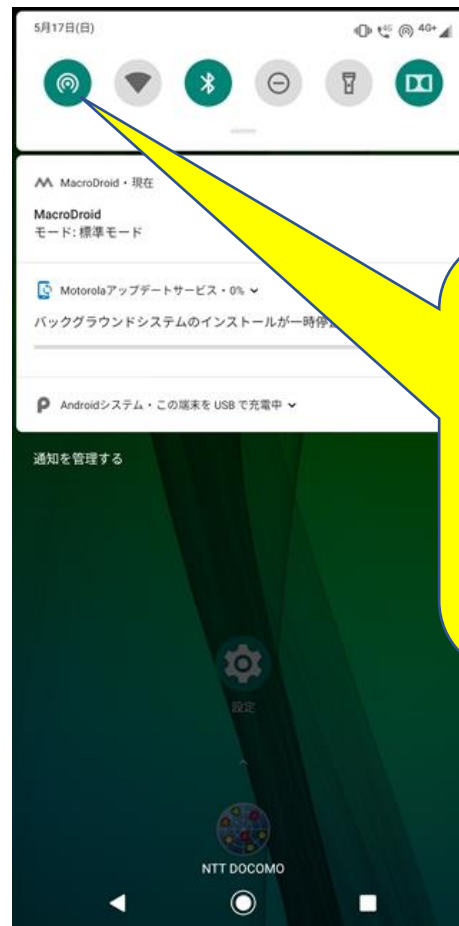 5月17日(日)
4G 4G+
MacroDroid・現在
MacroDroid
モード: 標準モード
Motorolaアップデートサービス・0%
バックグラウンドシステムのインストールが一時停
Androidシステム・この端末を USB で充電中
通知を管理する
設定
NTT DOCOMO